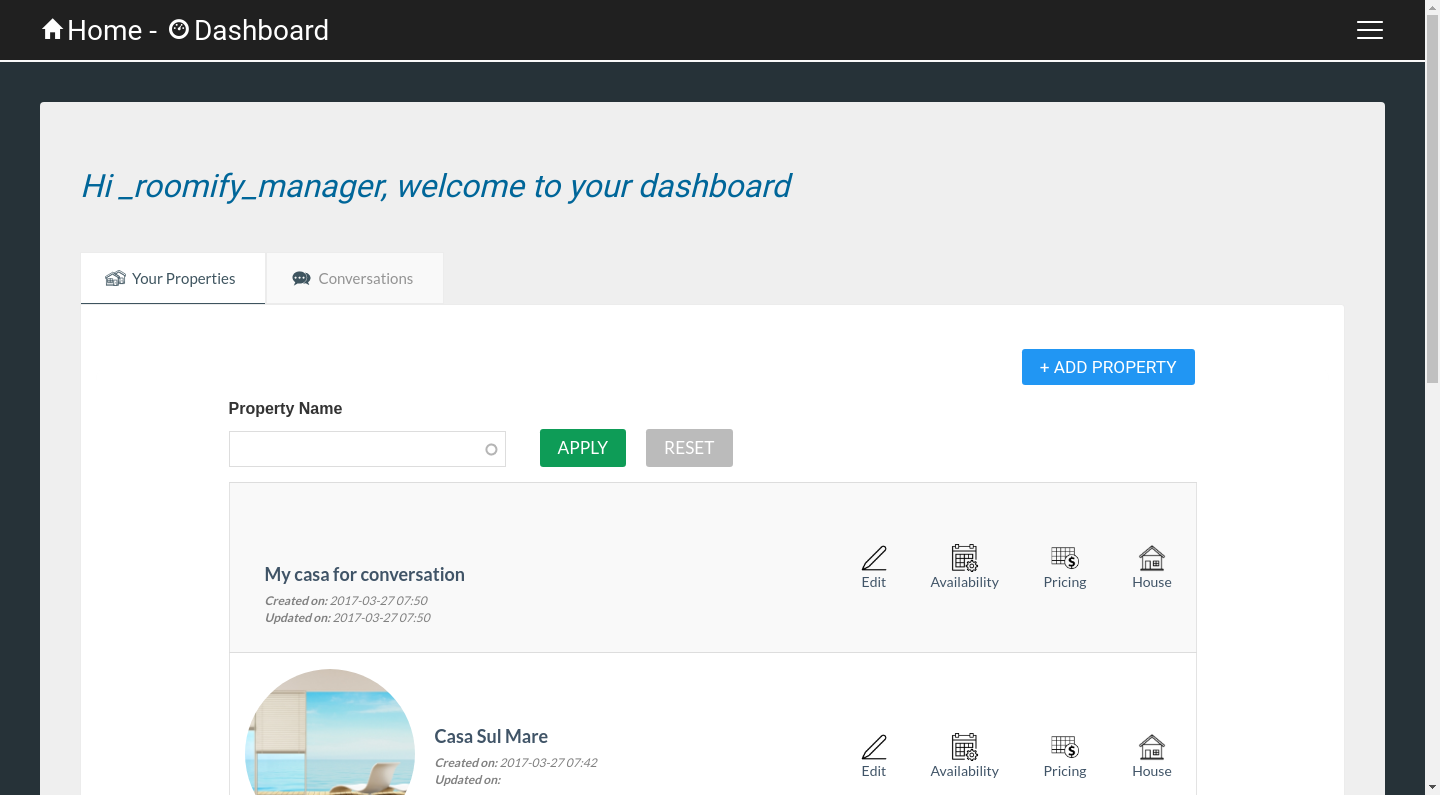 Home - Dashboard
Hi _roomify_manager, welcome to your dashboard
Your Properties
Conversations
+ ADD PROPERTY
Property Name
APPLY
RESET
My casa for conversation
Created on: 2017-03-27 07:50
Updated on: 2017-03-27 07:50
Edit
Availability
Pricing
House
Casa Sul Mare
Created on: 2017-03-27 07:42
Updated on:
Edit
Availability
Pricing
House